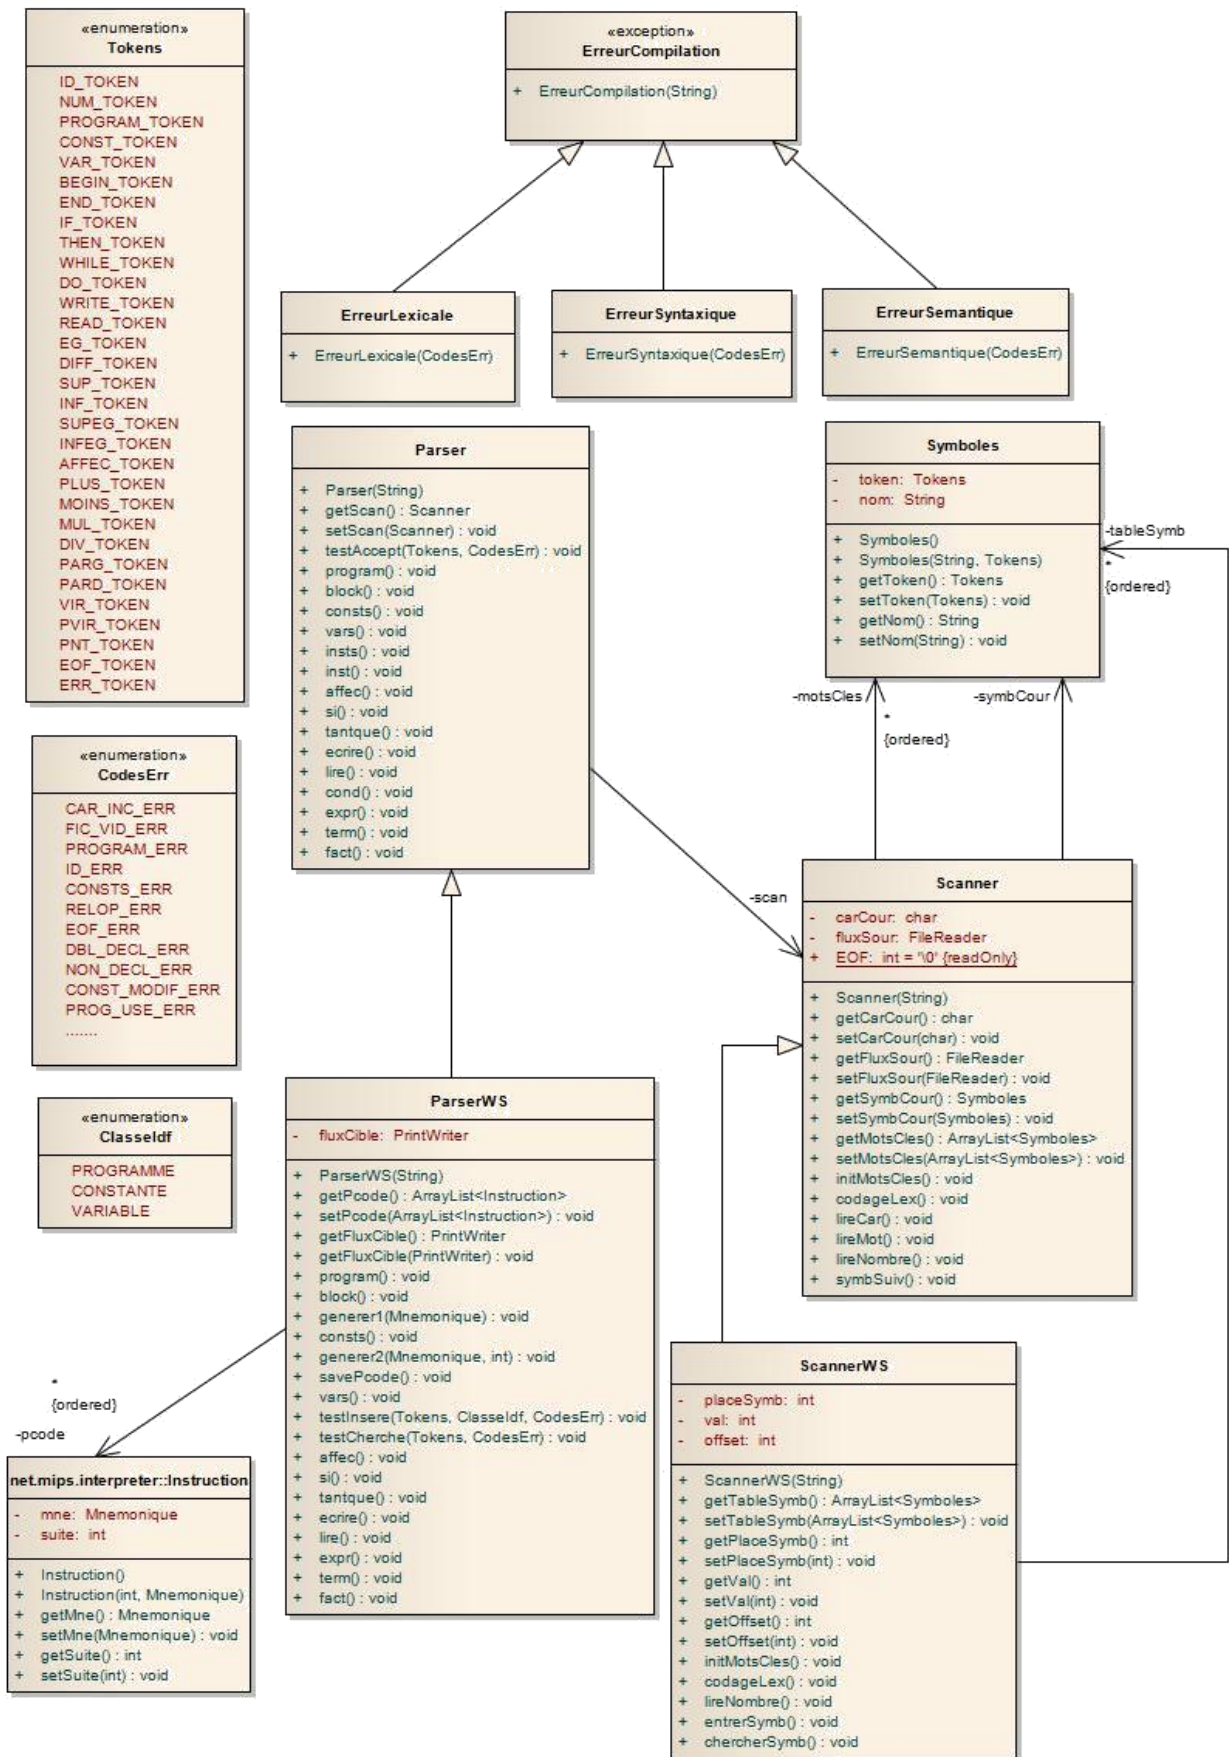 «enumeration»
Tokens
ID_TOKEN
NUM_TOKEN
PROGRAM_TOKEN
CONST_TOKEN
VAR_TOKEN
BEGIN_TOKEN
END_TOKEN
IF_TOKEN
THEN_TOKEN
WHILE_TOKEN
DO_TOKEN
WRITE_TOKEN
READ_TOKEN
EG_TOKEN
DIFF_TOKEN
SUP_TOKEN
INF_TOKEN
SUPEG_TOKEN
INFEG_TOKEN
AFFEC_TOKEN
PLUS_TOKEN
MOINS_TOKEN
MUL_TOKEN
DIV_TOKEN
PARG_TOKEN
PARD_TOKEN
VIR_TOKEN
PVIR_TOKEN
PNT_TOKEN
EOF_TOKEN
ERR_TOKEN
«exception»
ErreurCompilation
+ ErreurCompilation(String)
ErreurLexicale
+ ErreurLexicale(CodesErr)
ErreurSyntaxique
+ ErreurSyntaxique(CodesErr)
ErreurSemantique
+ ErreurSemantique(CodesErr)
Parser
+ Parser(String)
+ getScan() : Scanner
+ setScan(Scanner) : void
+ testAccept(Tokens, CodesErr) : void
+ program() : void
+ block() : void
+ consts() : void
+ vars() : void
+ insts() : void
+ inst() : void
+ affec() : void
+ si() : void
+ tantque() : void
+ ecrire() : void
+ lire() : void
+ cond() : void
+ expr() : void
+ term() : void
+ fact() : void
Symboles
- token: Tokens
- nom: String
+ Symboles()
+ Symboles(String, Tokens)
+ getToken() : Tokens
+ setToken(Tokens) : void
+ getNom() : String
+ setNom(String) : void
-tableSymb
*
{ordered}
-motsCles
*
{ordered}
-symbCour
«enumeration»
CodesErr
CAR_INC_ERR
FIC_VID_ERR
PROGRAM_ERR
ID_ERR
CONSTS_ERR
RELOP_ERR
EOF_ERR
DBL_DECL_ERR
NON_DECL_ERR
CONST_MODIF_ERR
PROG_USE_ERR
.......
-scan
Scanner
- carCour: char
- fluxSour: FileReader
+ EOF: int = '\0' {readOnly}
+ Scanner(String)
+ getCarCour() : char
+ setCarCour(char) : void
+ getFluxSour() : FileReader
+ setFluxSour(FileReader) : void
+ getSymbCour() : Symboles
+ setSymbCour(Symboles) : void
+ getMotsCles() : ArrayList<Symboles>
+ setMotsCles(ArrayList<Symboles>) : void
+ initMotsCles() : void
+ codageLex() : void
+ lireCar() : void
+ lireMot() : void
+ lireNombre() : void
+ symbSuiv() : void
«enumeration»
ClasseIdf
PROGRAMME
CONSTANTE
VARIABLE
ParserWS
- fluxCible: PrintWriter
+ ParserWS(String)
+ getPcode() : ArrayList<Instruction>
+ setPcode(ArrayList<Instruction>) : void
+ getFluxCible() : PrintWriter
+ getFluxCible(PrintWriter) : void
+ program() : void
+ block() : void
+ generer1(Mnemonique) : void
+ consts() : void
+ generer2(Mnemonique, int) : void
+ savePcode() : void
+ vars() : void
+ testInsere(Tokens, ClasseIdf, CodesErr) : void
+ testCherche(Tokens, CodesErr) : void
+ affec() : void
+ si() : void
+ tantque() : void
+ ecrire() : void
+ lire() : void
+ expr() : void
+ term() : void
+ fact() : void
*
{ordered}
-pcode
net.mips.interpreter::Instruction
- mne: Mnemonique
- suite: int
+ Instruction()
+ Instruction(int, Mnemonique)
+ getMne() : Mnemonique
+ setMne(Mnemonique) : void
+ getSuite() : int
+ setSuite(int) : void
ScannerWS
- placeSymb: int
- val: int
- offset: int
+ ScannerWS(String)
+ getTableSymb() : ArrayList<Symboles>
+ setTableSymb(ArrayList<Symboles>) : void
+ getPlaceSymb() : int
+ setPlaceSymb(int) : void
+ getVal() : int
+ setVal(int) : void
+ getOffset() : int
+ setOffset(int) : void
+ initMotsCles() : void
+ codageLex() : void
+ lireNombre() : void
+ entrerSymb() : void
+ chercherSymb() : void